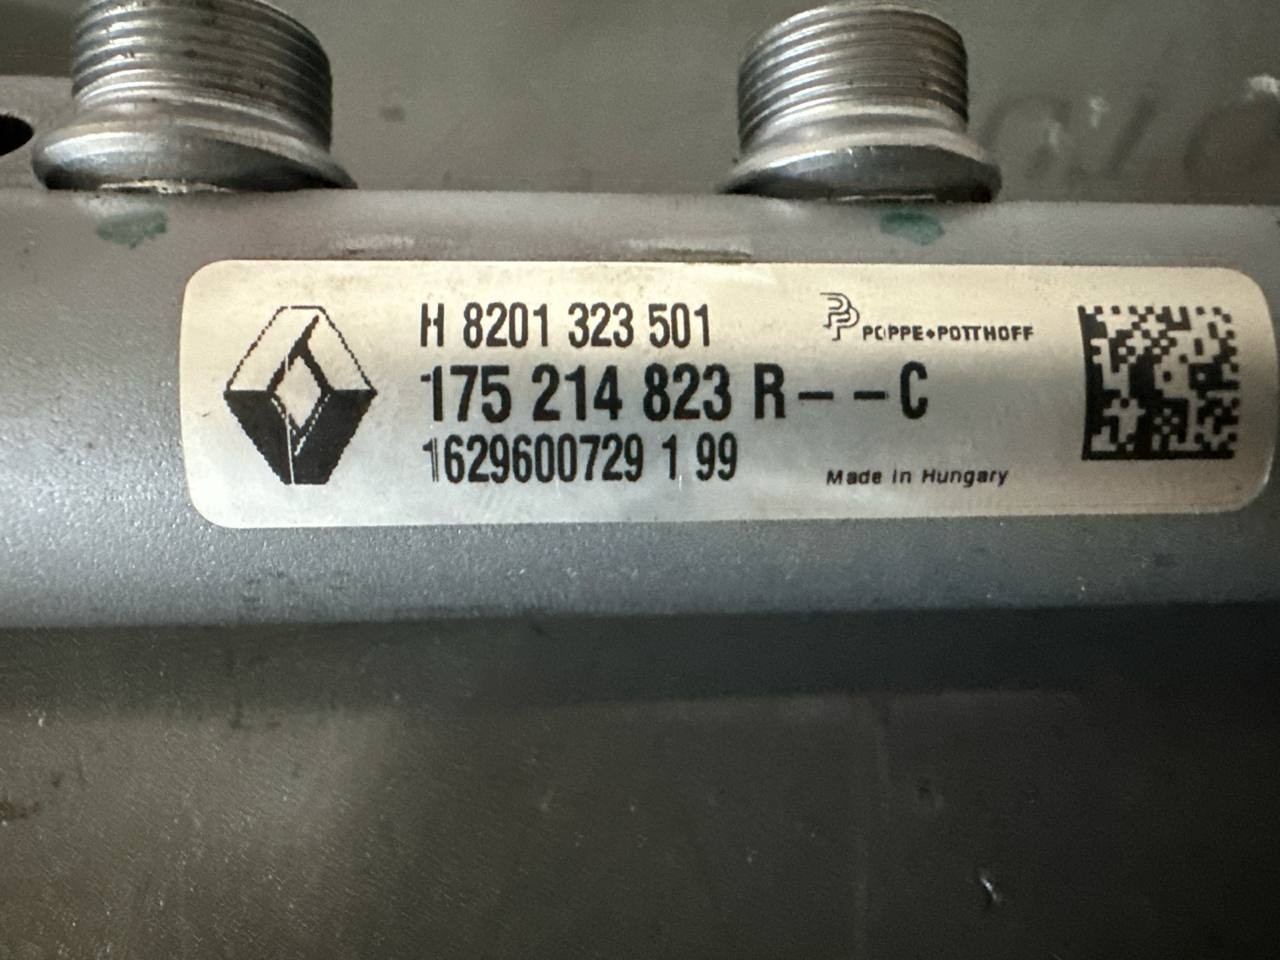 H 8201 323 501
POPPE+POTTHOFF
175 214 823 R--C
1629600729 1 99
Made in Hungary